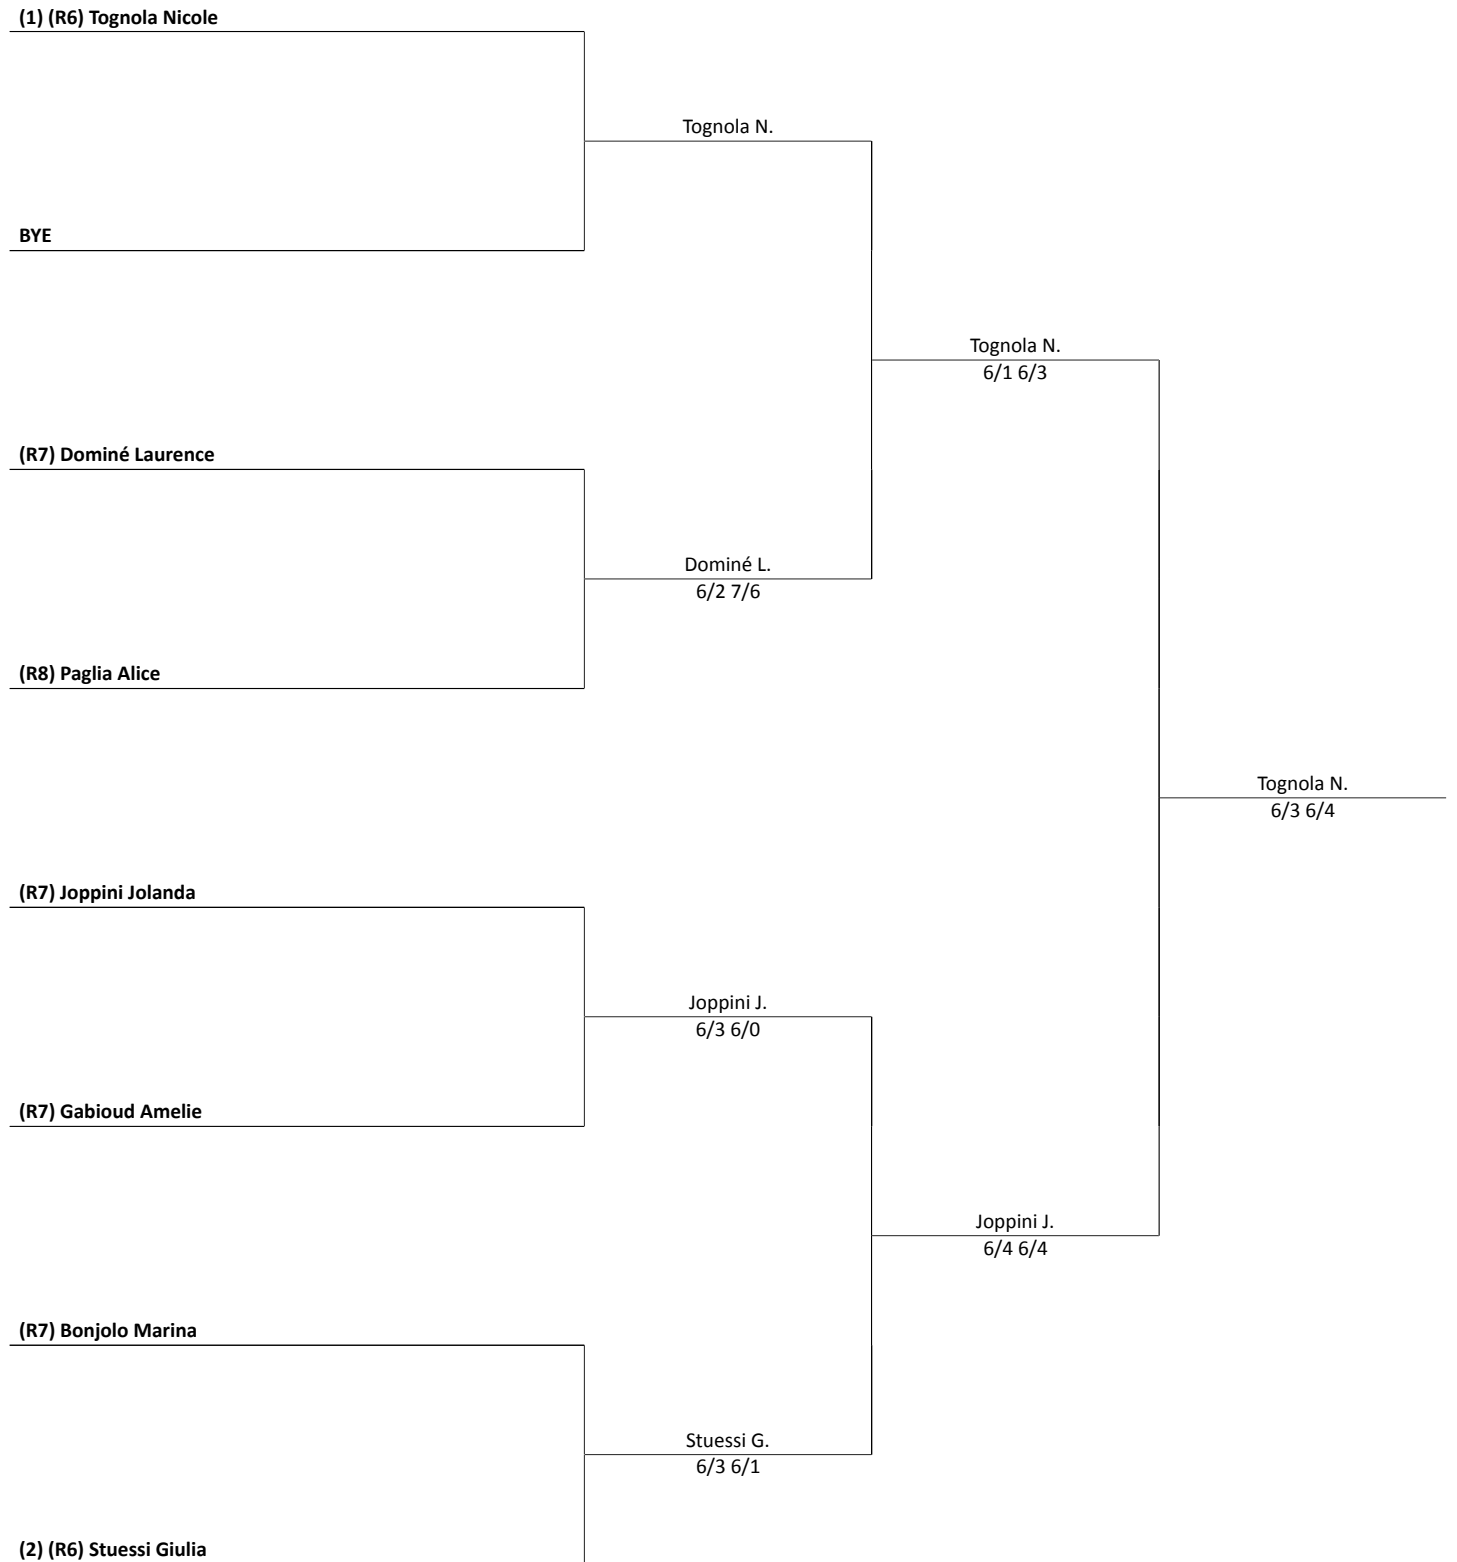 (1) (R6) Tognola Nicole
Tognola N.
BYE
Tognola N.
6/1 6/3
(R7) Dominé Laurence
Dominé L.
6/2 7/6
(R8) Paglia Alice
Tognola N.
6/3 6/4
(R7) Joppini Jolanda
Joppini J.
6/3 6/0
(R7) Gabioud Amelie
Joppini J.
6/4 6/4
(R7) Bonjolo Marina
Stuessi G.
6/3 6/1
(2) (R6) Stuessi Giulia